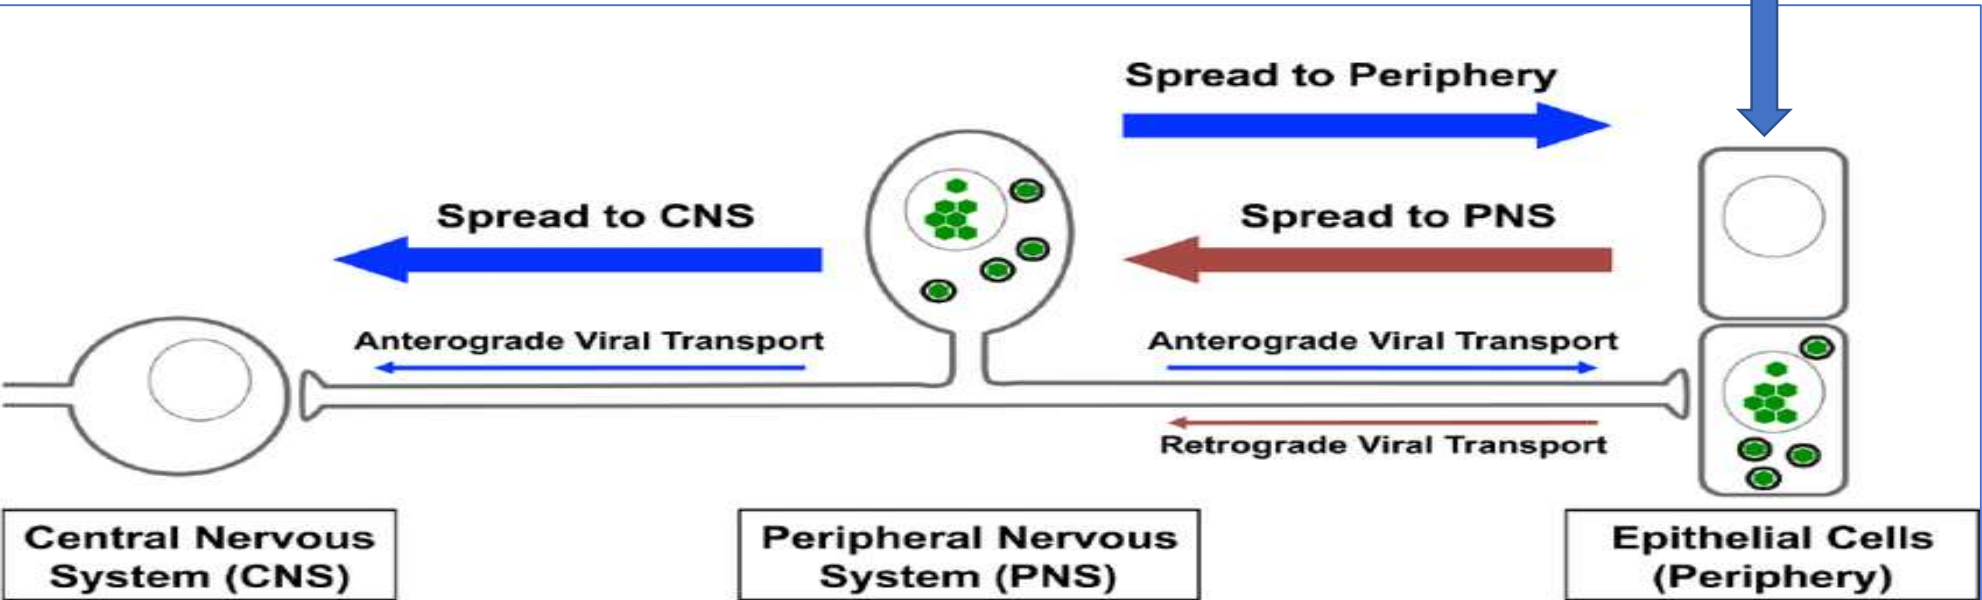 Spread to Periphery
Spread to CNS
Spread to PNS
Anterograde Viral Transport
Anterograde Viral Transport
Retrograde Viral Transport
Central Nervous
System (CNS)
Peripheral Nervous
System (PNS)
Epithelial Cells
(Periphery)